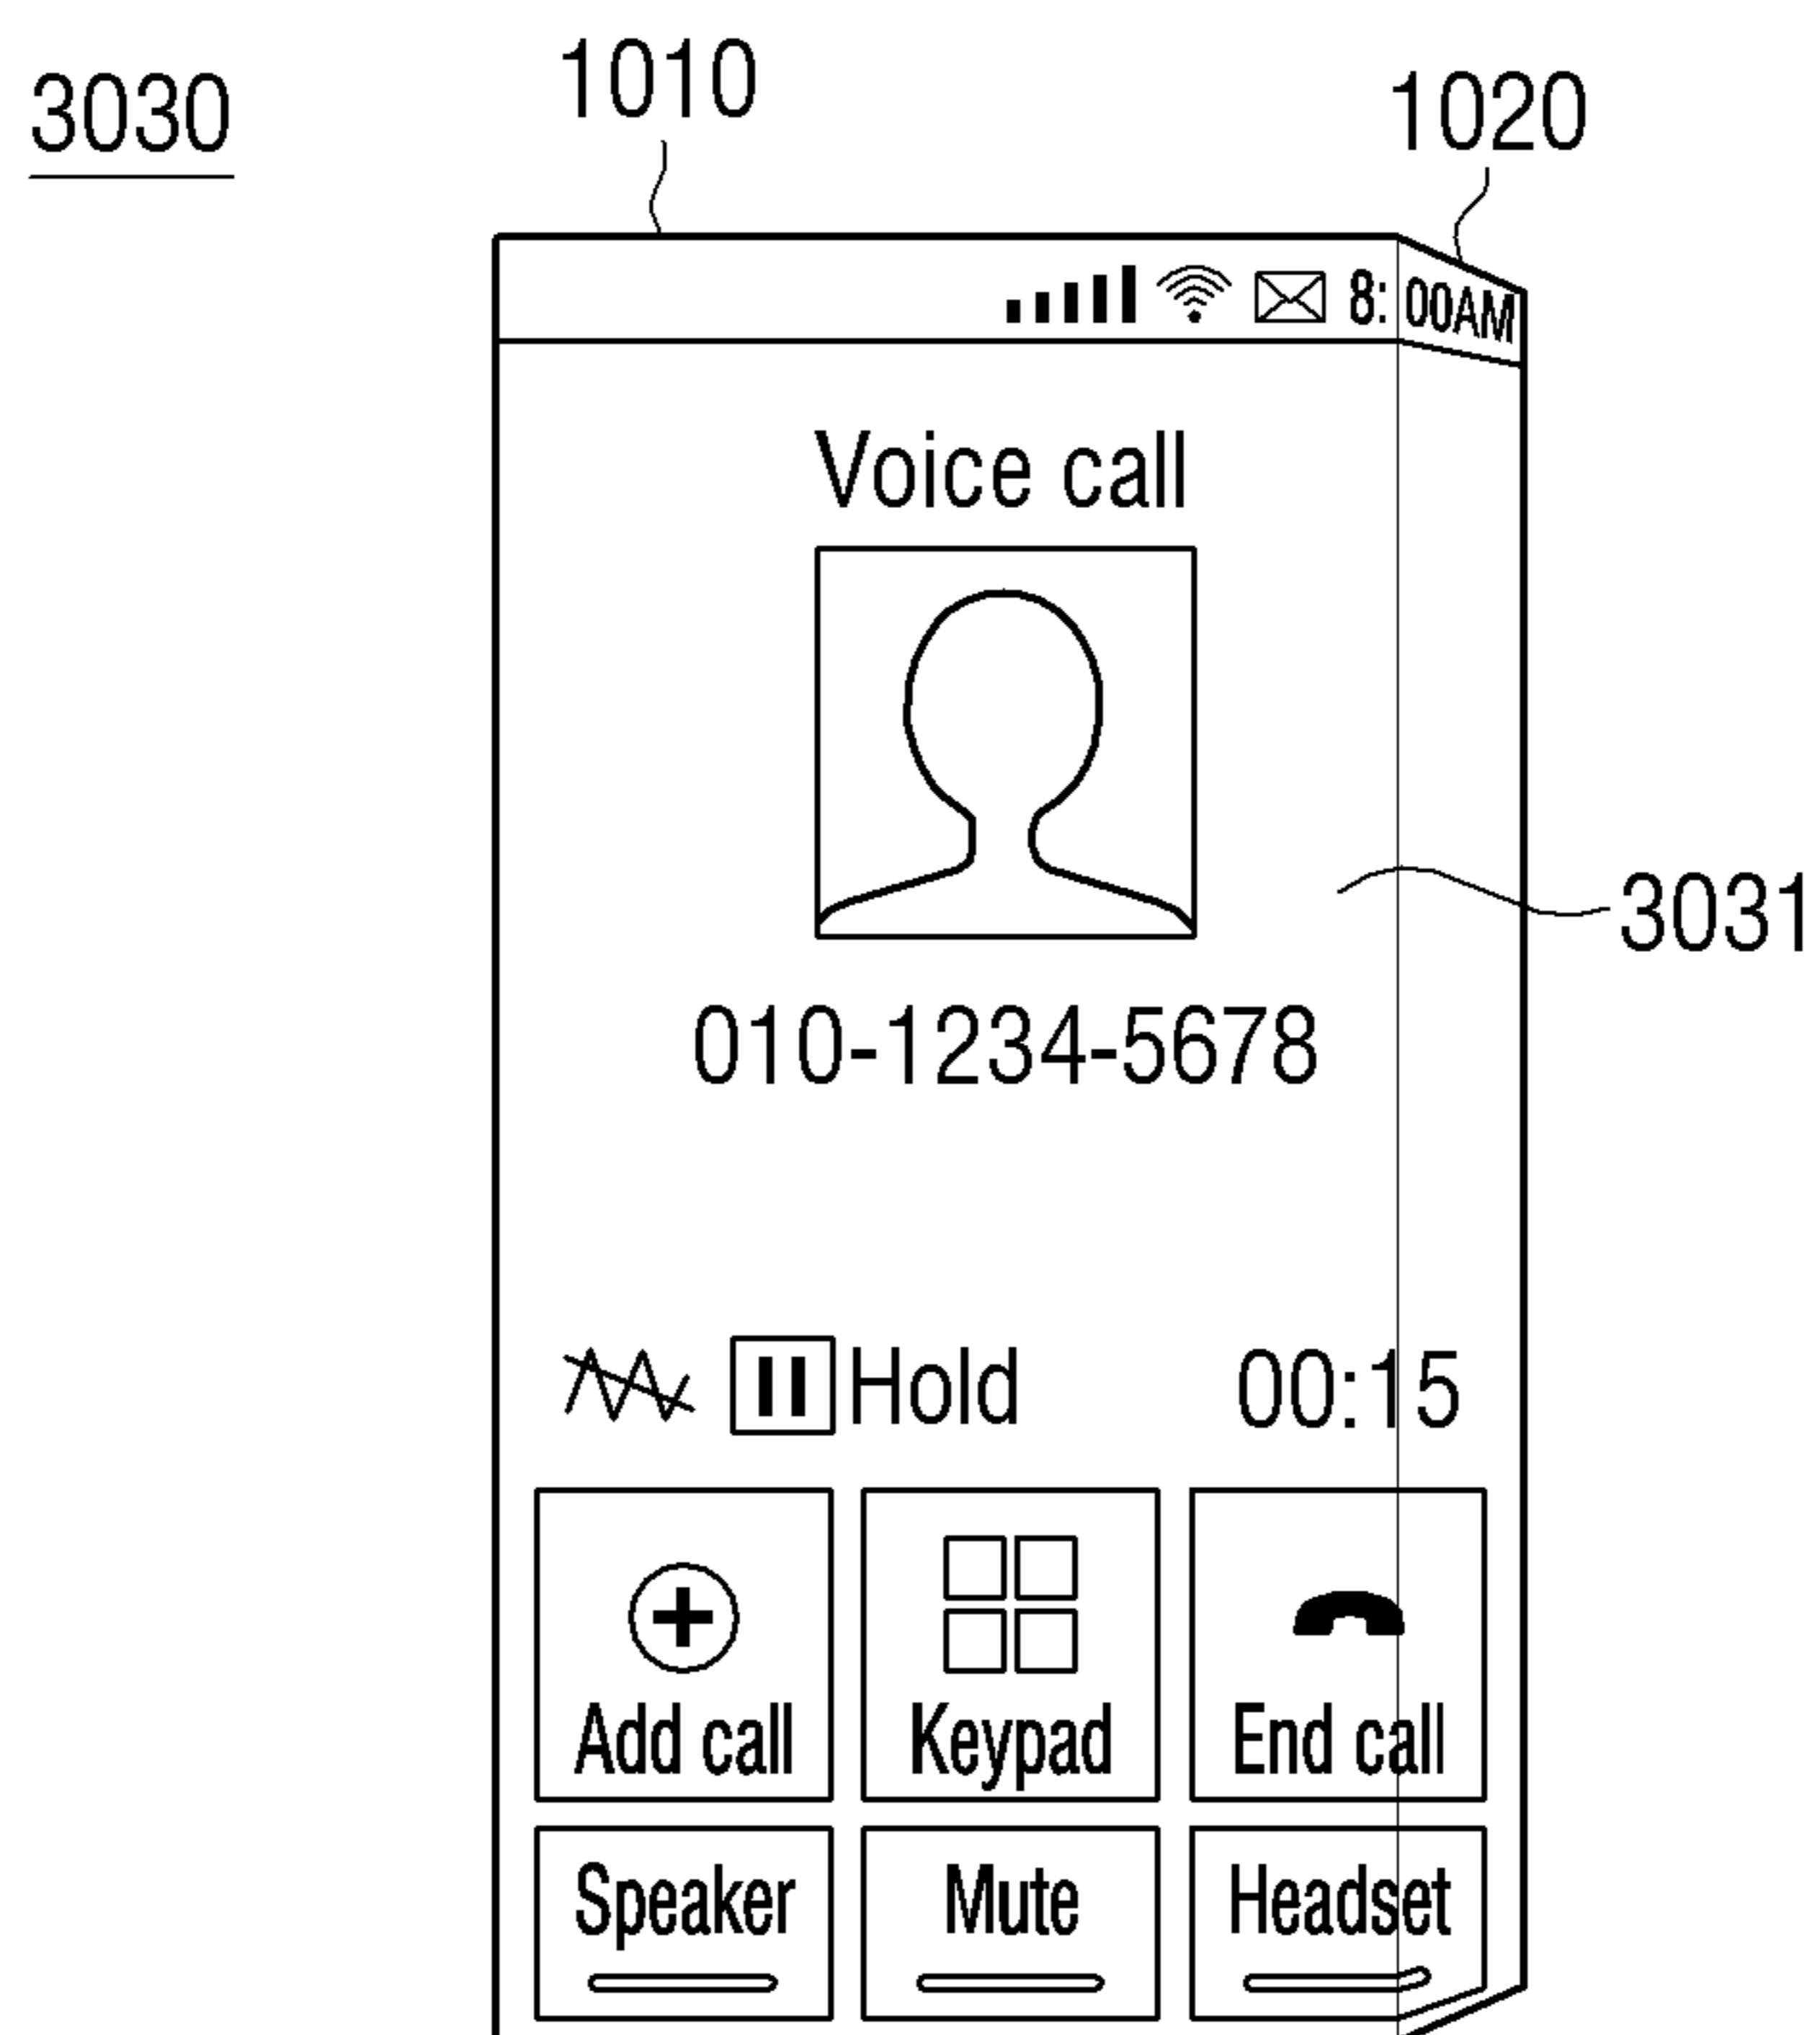 3030
1010
1020
8:00AM
Voice call
3031
010-1234-5678
Hold 00:15
Add call Keypad End call
Speaker Mute Headset